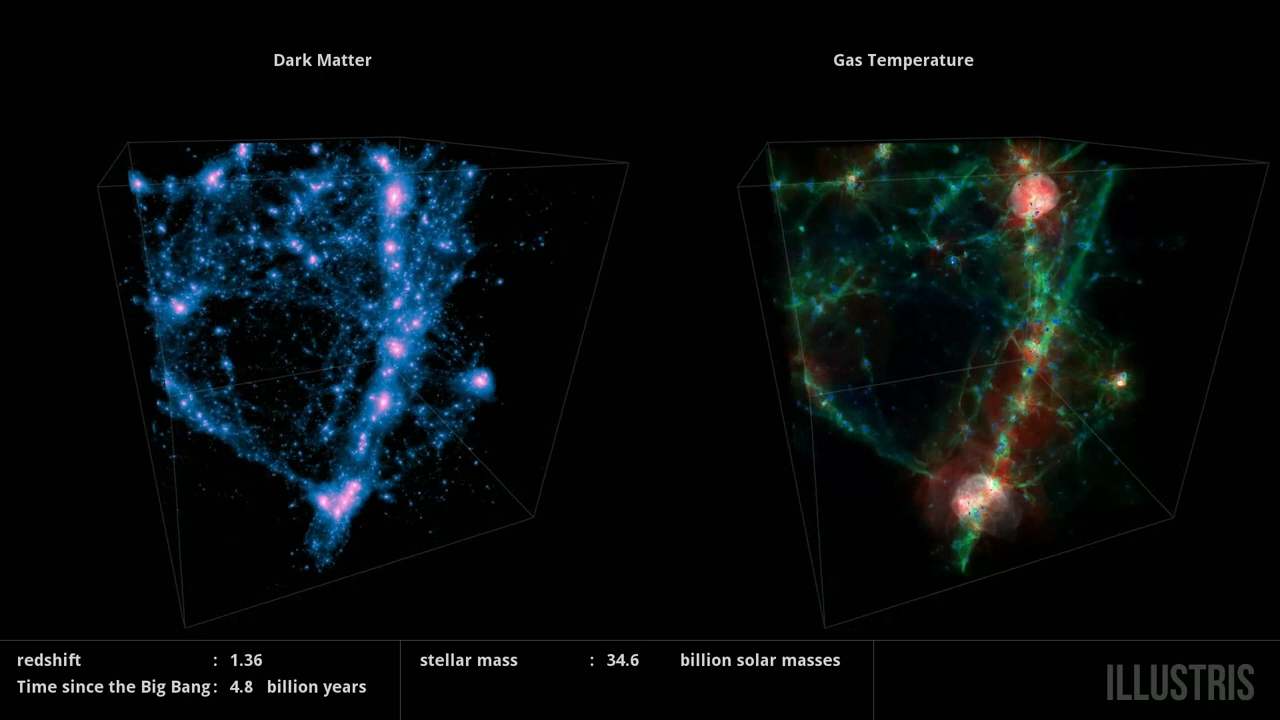 Dark Matter
Gas Temperature
redshift : 1.36
Time since the Big Bang : 4.8 billion years
stellar mass : 34.6 billion solar masses
ILLUSTRIS